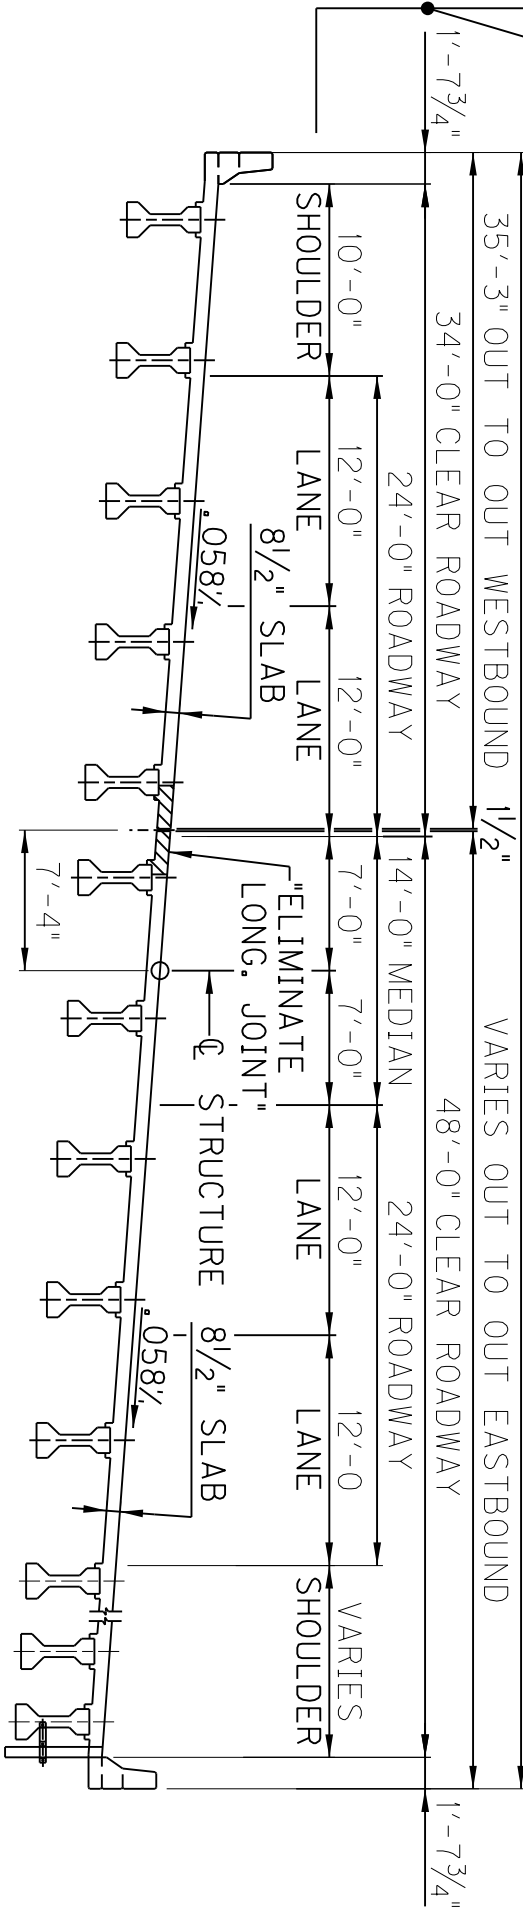 35'-3" OUT TO OUT WESTBOUND
1½"
VARIES OUT TO OUT EASTBOUND
1'-7¾"
34'-0" CLEAR ROADWAY
48'-0" CLEAR ROADWAY
1'-7¾"
24'-0" ROADWAY
14'-0" MEDIAN
24'-0" ROADWAY
10'-0"
SHOULDER
12'-0"
LANE
12'-0"
LANE
7'-0"
7'-0"
12'-0"
LANE
12'-0
LANE
VARIES
SHOULDER
8½" SLAB
.058'/'
"ELIMINATE
LONG. JOINT"
℄ STRUCTURE
8½" SLAB
.058'/'
7'-4"